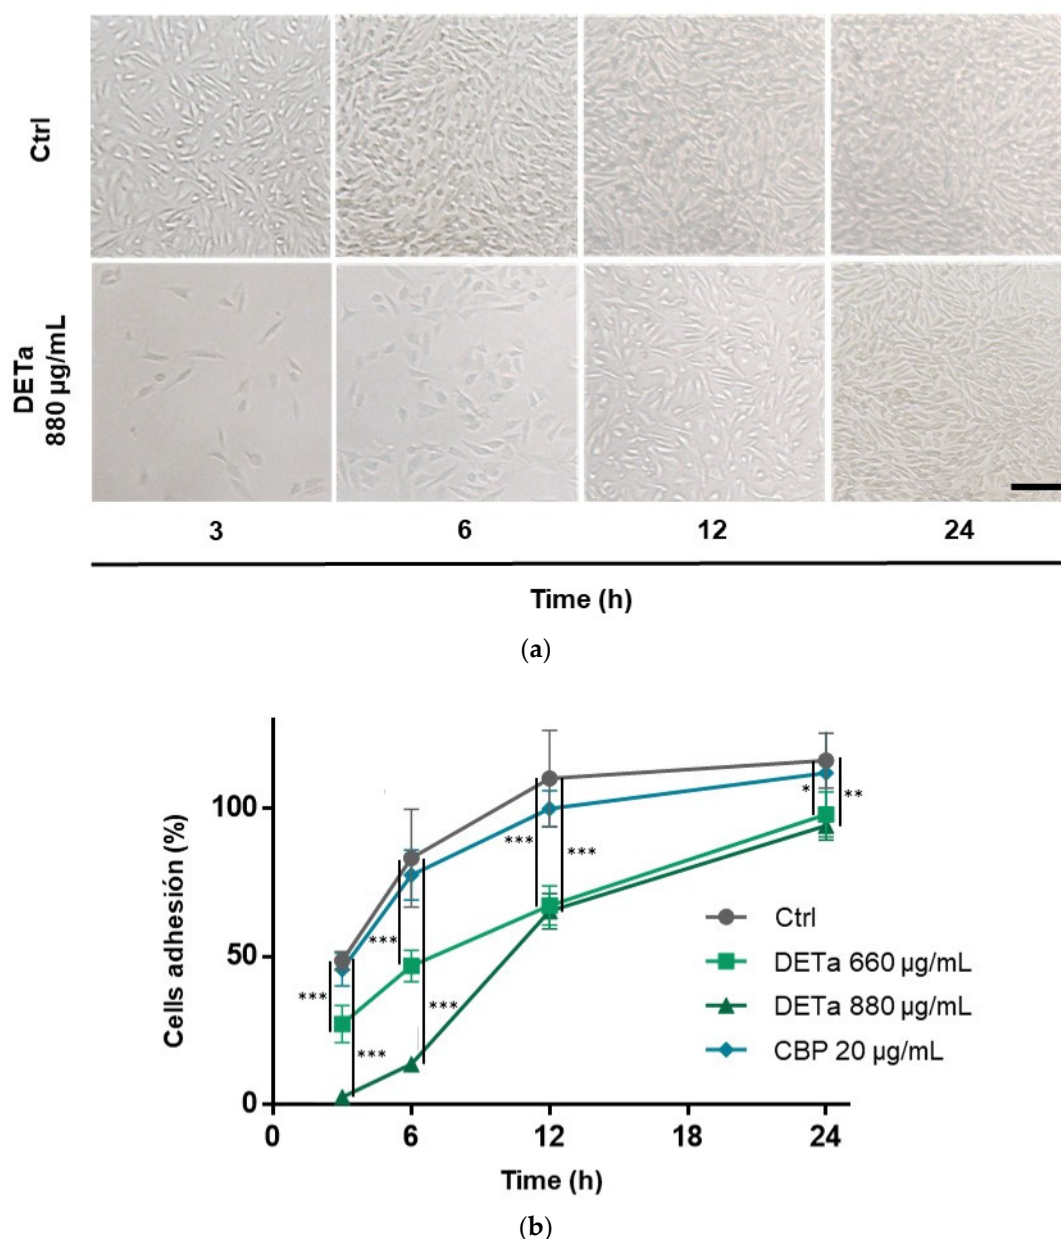 Ctrl
DETa
880 µg/mL
3 6 12 24
Time (h)
(a)
100
50
0
Cells adhesión (%)
***
***
***
***
***
***
*
**
Ctrl
DETa 660 µg/mL
DETa 880 µg/mL
CBP 20 µg/mL
0 6 12 18 24
Time (h)
(b)